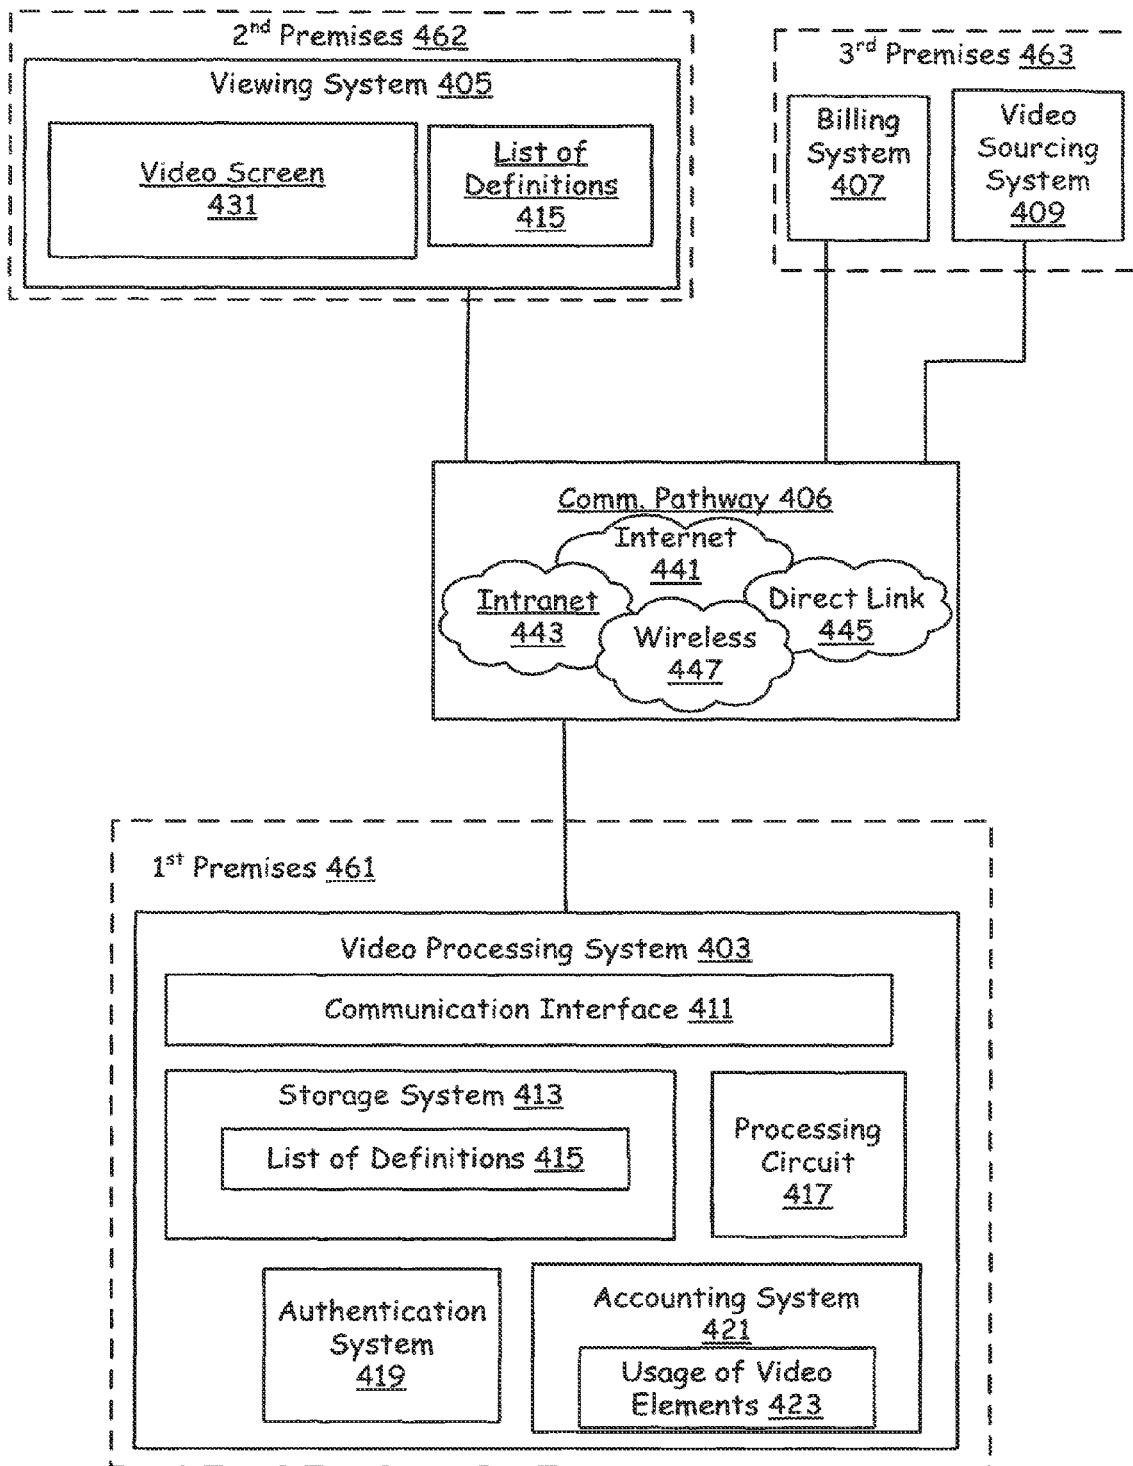 2nd Premises 462
Viewing System 405
Video Screen
431
List of
Definitions
415
3rd Premises 463
Billing
System
407
Video
Sourcing
System
409
Comm. Pathway 406
Internet
441
Intranet
443
Direct Link
445
Wireless
447
1st Premises 461
Video Processing System 403
Communication Interface 411
Storage System 413
List of Definitions 415
Processing
Circuit
417
Authentication
System
419
Accounting System
421
Usage of Video
Elements 423